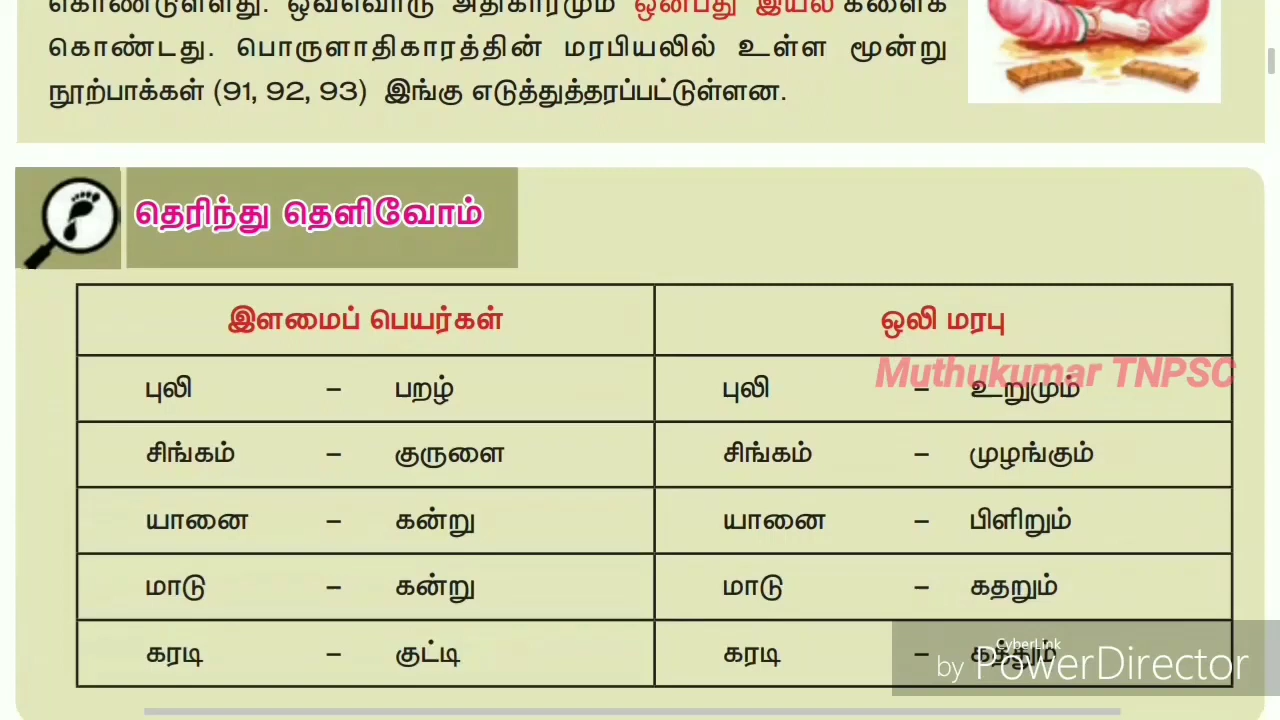 கொண்டுள்ளது. ஒவ்வொரு அதிகாரமும் ஒன்பது இயல்களைக்
கொண்டது. பொருளாதிகாரத்தின் மரபியலில் உள்ள மூன்று
நூற்பாக்கள் (91, 92, 93) இங்கு எடுத்துத்தரப்பட்டுள்ளன.
தெரிந்து தெளிவோம்
இளமைப் பெயர்கள் ஒலி மரபு
Muthukumar TNPSC
புலி – பறழ் புலி – உறுமும்
சிங்கம் – குருளை சிங்கம் – முழங்கும்
யானை – கன்று யானை – பிளிறும்
மாடு – கன்று மாடு – கதறும்
கரடி – குட்டி கரடி – கத்தும்
CyberLink
by PowerDirector